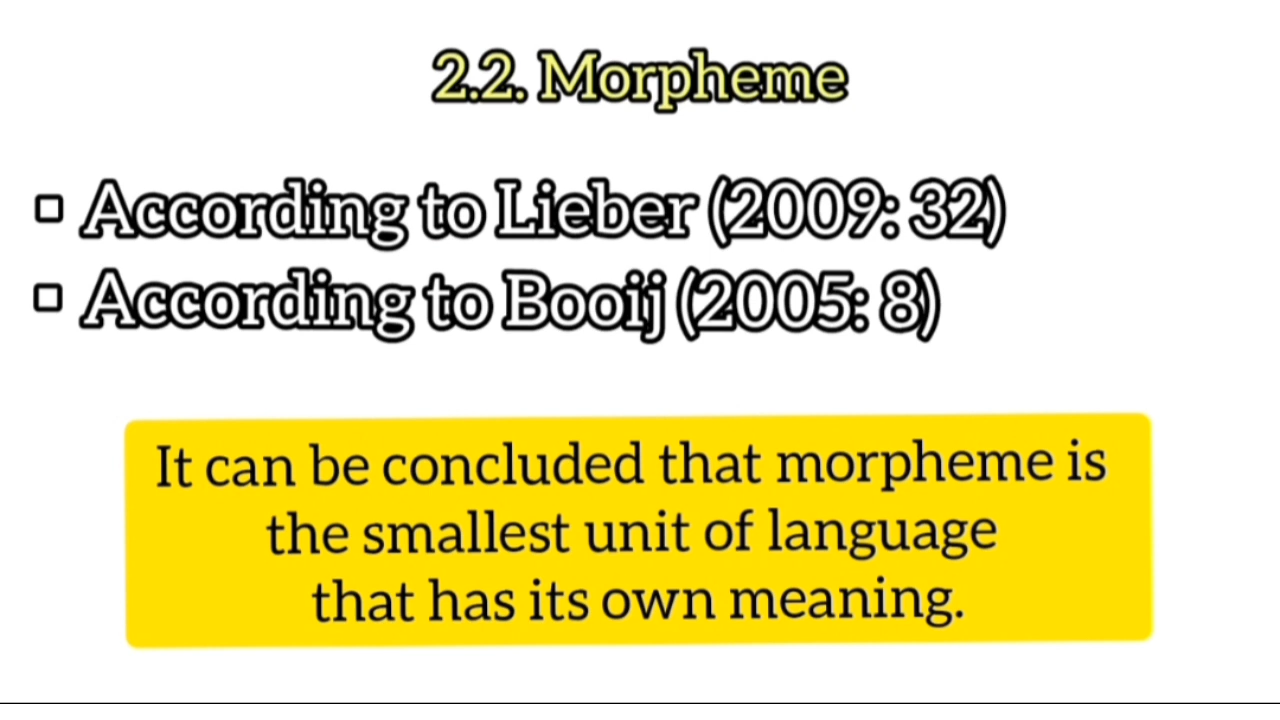 2.2. Morpheme
▫ According to Lieber (2009: 32)
▫ According to Booij (2005: 8)
It can be concluded that morpheme is
the smallest unit of language
that has its own meaning.